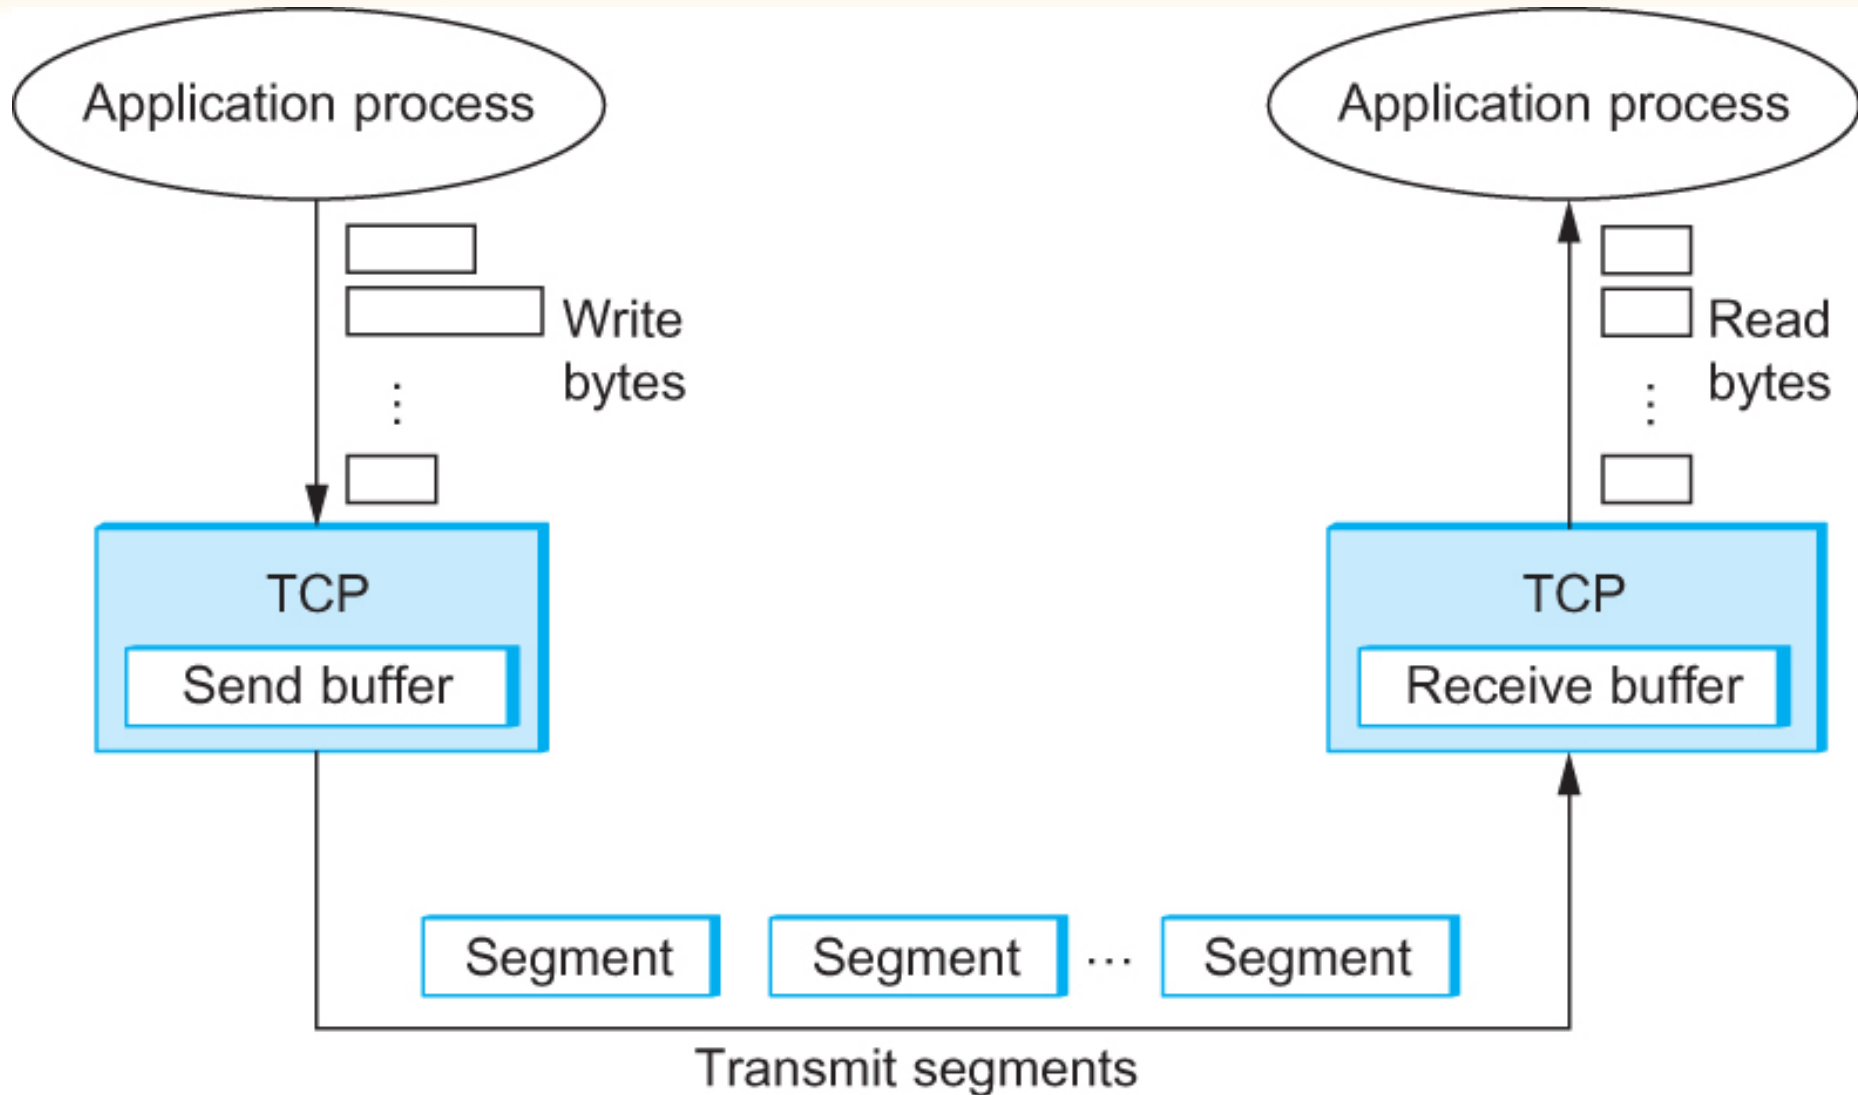 Application process
Application process
Write
bytes
Read
bytes
TCP
Send buffer
TCP
Receive buffer
Segment
Segment
...
Segment
Transmit segments